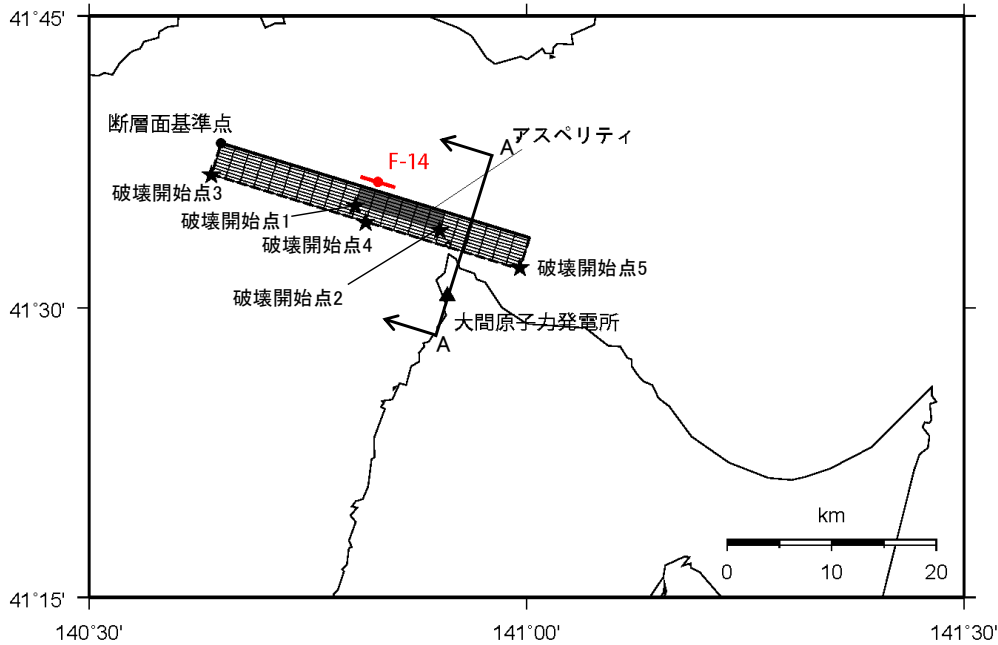 41°45'
断層面基準点
A'
アスペリティ
F-14
破壊開始点3
破壊開始点1
破壊開始点4
破壊開始点5
破壊開始点2
41°30'
大間原子力発電所
A
km
0 10 20
41°15'
140°30' 141°00' 141°30'